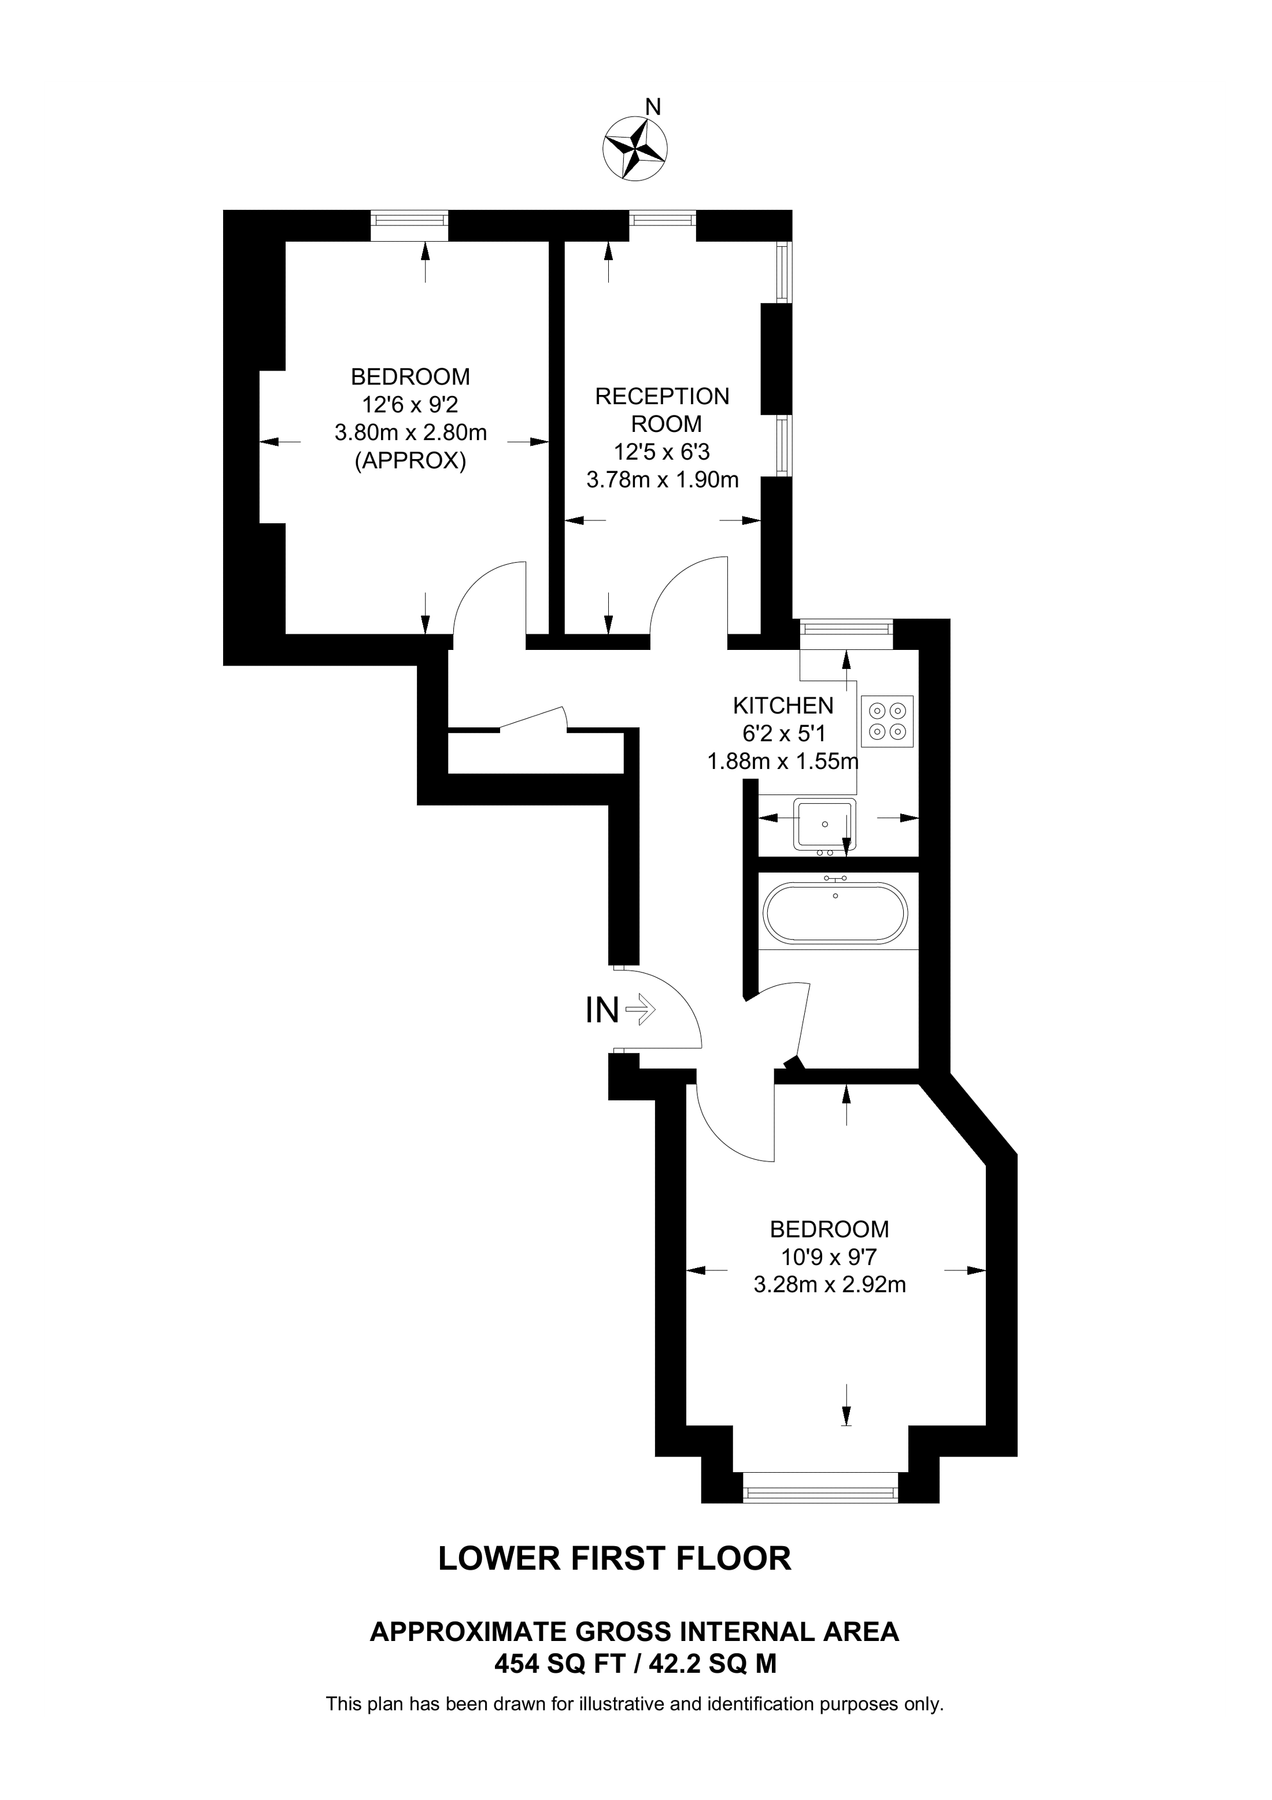 N
BEDROOM
12'6 x 9'2
3.80m x 2.80m
(APPROX)
RECEPTION
ROOM
12'5 x 6'3
3.78m x 1.90m
KITCHEN
6'2 x 5'1
1.88m x 1.55m
IN
BEDROOM
10'9 x 9'7
3.28m x 2.92m
LOWER FIRST FLOOR
APPROXIMATE GROSS INTERNAL AREA
454 SQ FT / 42.2 SQ M
This plan has been drawn for illustrative and identification purposes only.